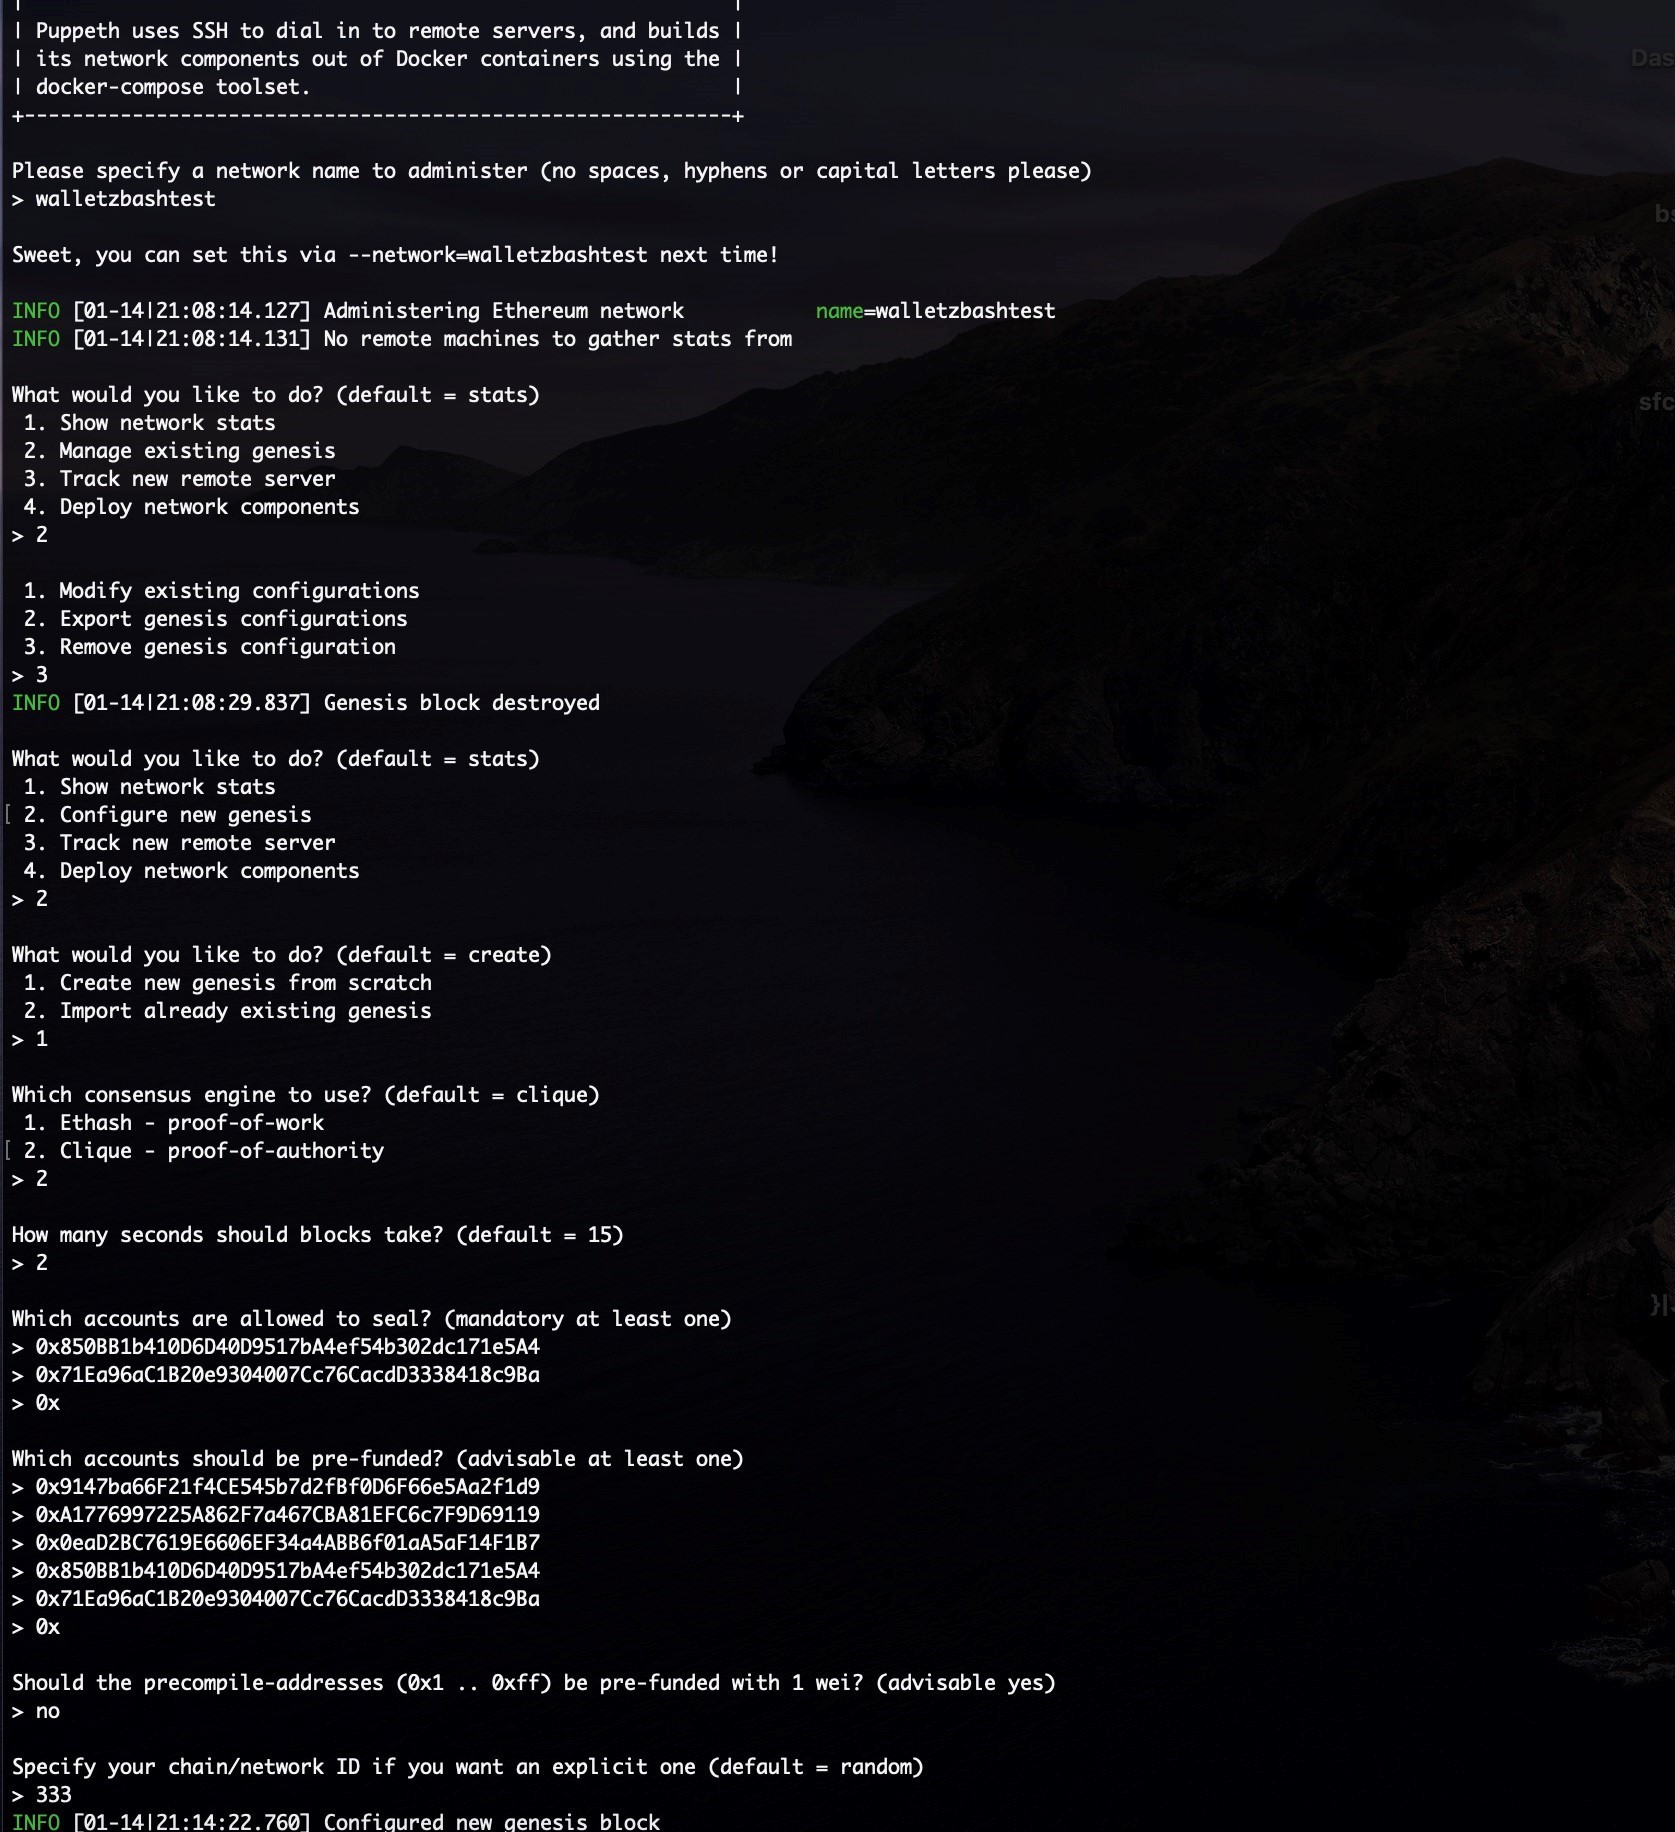 | Puppeth uses SSH to dial in to remote servers, and builds |
| its network components out of Docker containers using the |
| docker-compose toolset. |
+-----------------------------------------------------------+
Please specify a network name to administer (no spaces, hyphens or capital letters please)
> walletzbashtest
Sweet, you can set this via --network=walletzbashtest next time!
INFO [01-14|21:08:14.127] Administering Ethereum network name=walletzbashtest
INFO [01-14|21:08:14.131] No remote machines to gather stats from
What would you like to do? (default = stats)
1. Show network stats
2. Manage existing genesis
3. Track new remote server
4. Deploy network components
> 2
1. Modify existing configurations
2. Export genesis configurations
3. Remove genesis configuration
> 3
INFO [01-14|21:08:29.837] Genesis block destroyed
What would you like to do? (default = stats)
1. Show network stats
[ 2. Configure new genesis
3. Track new remote server
4. Deploy network components
> 2
What would you like to do? (default = create)
1. Create new genesis from scratch
2. Import already existing genesis
> 1
Which consensus engine to use? (default = clique)
1. Ethash - proof-of-work
[ 2. Clique - proof-of-authority
> 2
How many seconds should blocks take? (default = 15)
> 2
Which accounts are allowed to seal? (mandatory at least one)
> 0x850BB1b410D6D40D9517bA4ef54b302dc171e5A4
> 0x71Ea96aC1B20e9304007Cc76CacdD3338418c9Ba
> 0x
Which accounts should be pre-funded? (advisable at least one)
> 0x9147ba66F21f4CE545b7d2fBf0D6F66e5Aa2f1d9
> 0xA1776997225A862F7a467CBA81EFC6c7F9D69119
> 0x0eaD2BC7619E6606EF34a4ABB6f01aA5aF14F1B7
> 0x850BB1b410D6D40D9517bA4ef54b302dc171e5A4
> 0x71Ea96aC1B20e9304007Cc76CacdD3338418c9Ba
> 0x
Should the precompile-addresses (0x1 .. 0xff) be pre-funded with 1 wei? (advisable yes)
> no
Specify your chain/network ID if you want an explicit one (default = random)
> 333
INFO [01-14|21:14:22.760] Configured new genesis block